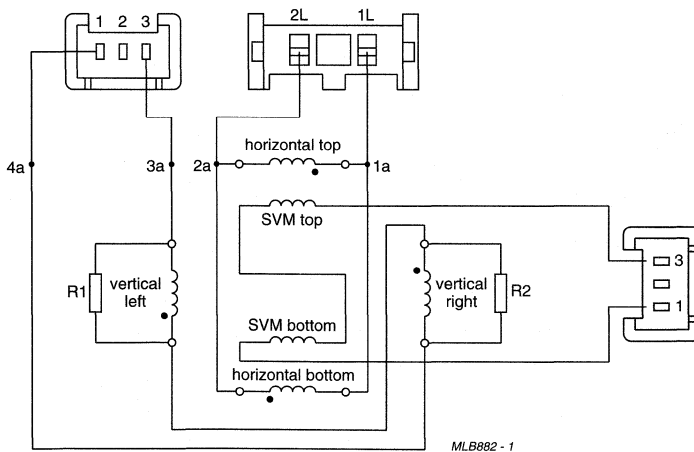 1 2 3
2L 1L
horizontal top
4a 3a 2a 1a
SVM top
3
R1 vertical left
vertical right R2
1
SVM bottom
horizontal bottom
MLB882 - 1